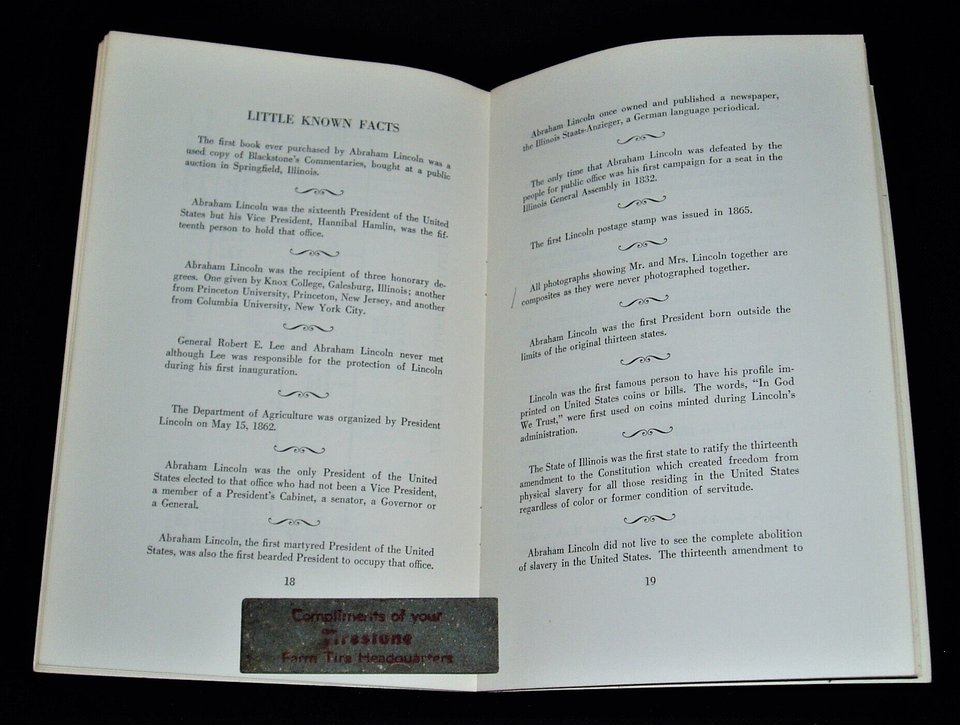 LITTLE KNOWN FACTS
The first book ever purchased by Abraham Lincoln was a
used copy of Blackstone's Commentaries, bought at a public
auction in Springfield, Illinois.
Abraham Lincoln was the sixteenth President of the United
States but his Vice President, Hannibal Hamlin, was the fif-
teenth person to hold that office.
Abraham Lincoln was the recipient of three honorary de-
grees. One given by Knox College, Galesburg, Illinois; another
from Princeton University, Princeton, New Jersey, and another
from Columbia University, New York City.
General Robert E. Lee and Abraham Lincoln never met
although Lee was responsible for the protection of Lincoln
during his first inauguration.
The Department of Agriculture was organized by President
Lincoln on May 15, 1862.
Abraham Lincoln was the only President of the United
States elected to that office who had not been a Vice President,
a member of a President's Cabinet, a senator, a Governor or
a General.
Abraham Lincoln, the first martyred President of the United
States, was also the first bearded President to occupy that office.
18
Compliments of your
Firestone
Farm Tire Headquarters
Abraham Lincoln once owned and published a newspaper,
the Illinois Staats-Anzieger, a German language periodical.
The only time that Abraham Lincoln was defeated by the
people for public office was his first campaign for a seat in the
Illinois General Assembly in 1832.
The first Lincoln postage stamp was issued in 1865.
All photographs showing Mr. and Mrs. Lincoln together are
composites as they were never photographed together.
Abraham Lincoln was the first President born outside the
limits of the original thirteen states.
Lincoln was the first famous person to have his profile im-
printed on United States coins or bills. The words, "In God
We Trust," were first used on coins minted during Lincoln's
administration.
The State of Illinois was the first state to ratify the thirteenth
amendment to the Constitution which created freedom from
physical slavery for all those residing in the United States
regardless of color or former condition of servitude.
Abraham Lincoln did not live to see the complete abolition
of slavery in the United States. The thirteenth amendment to
19